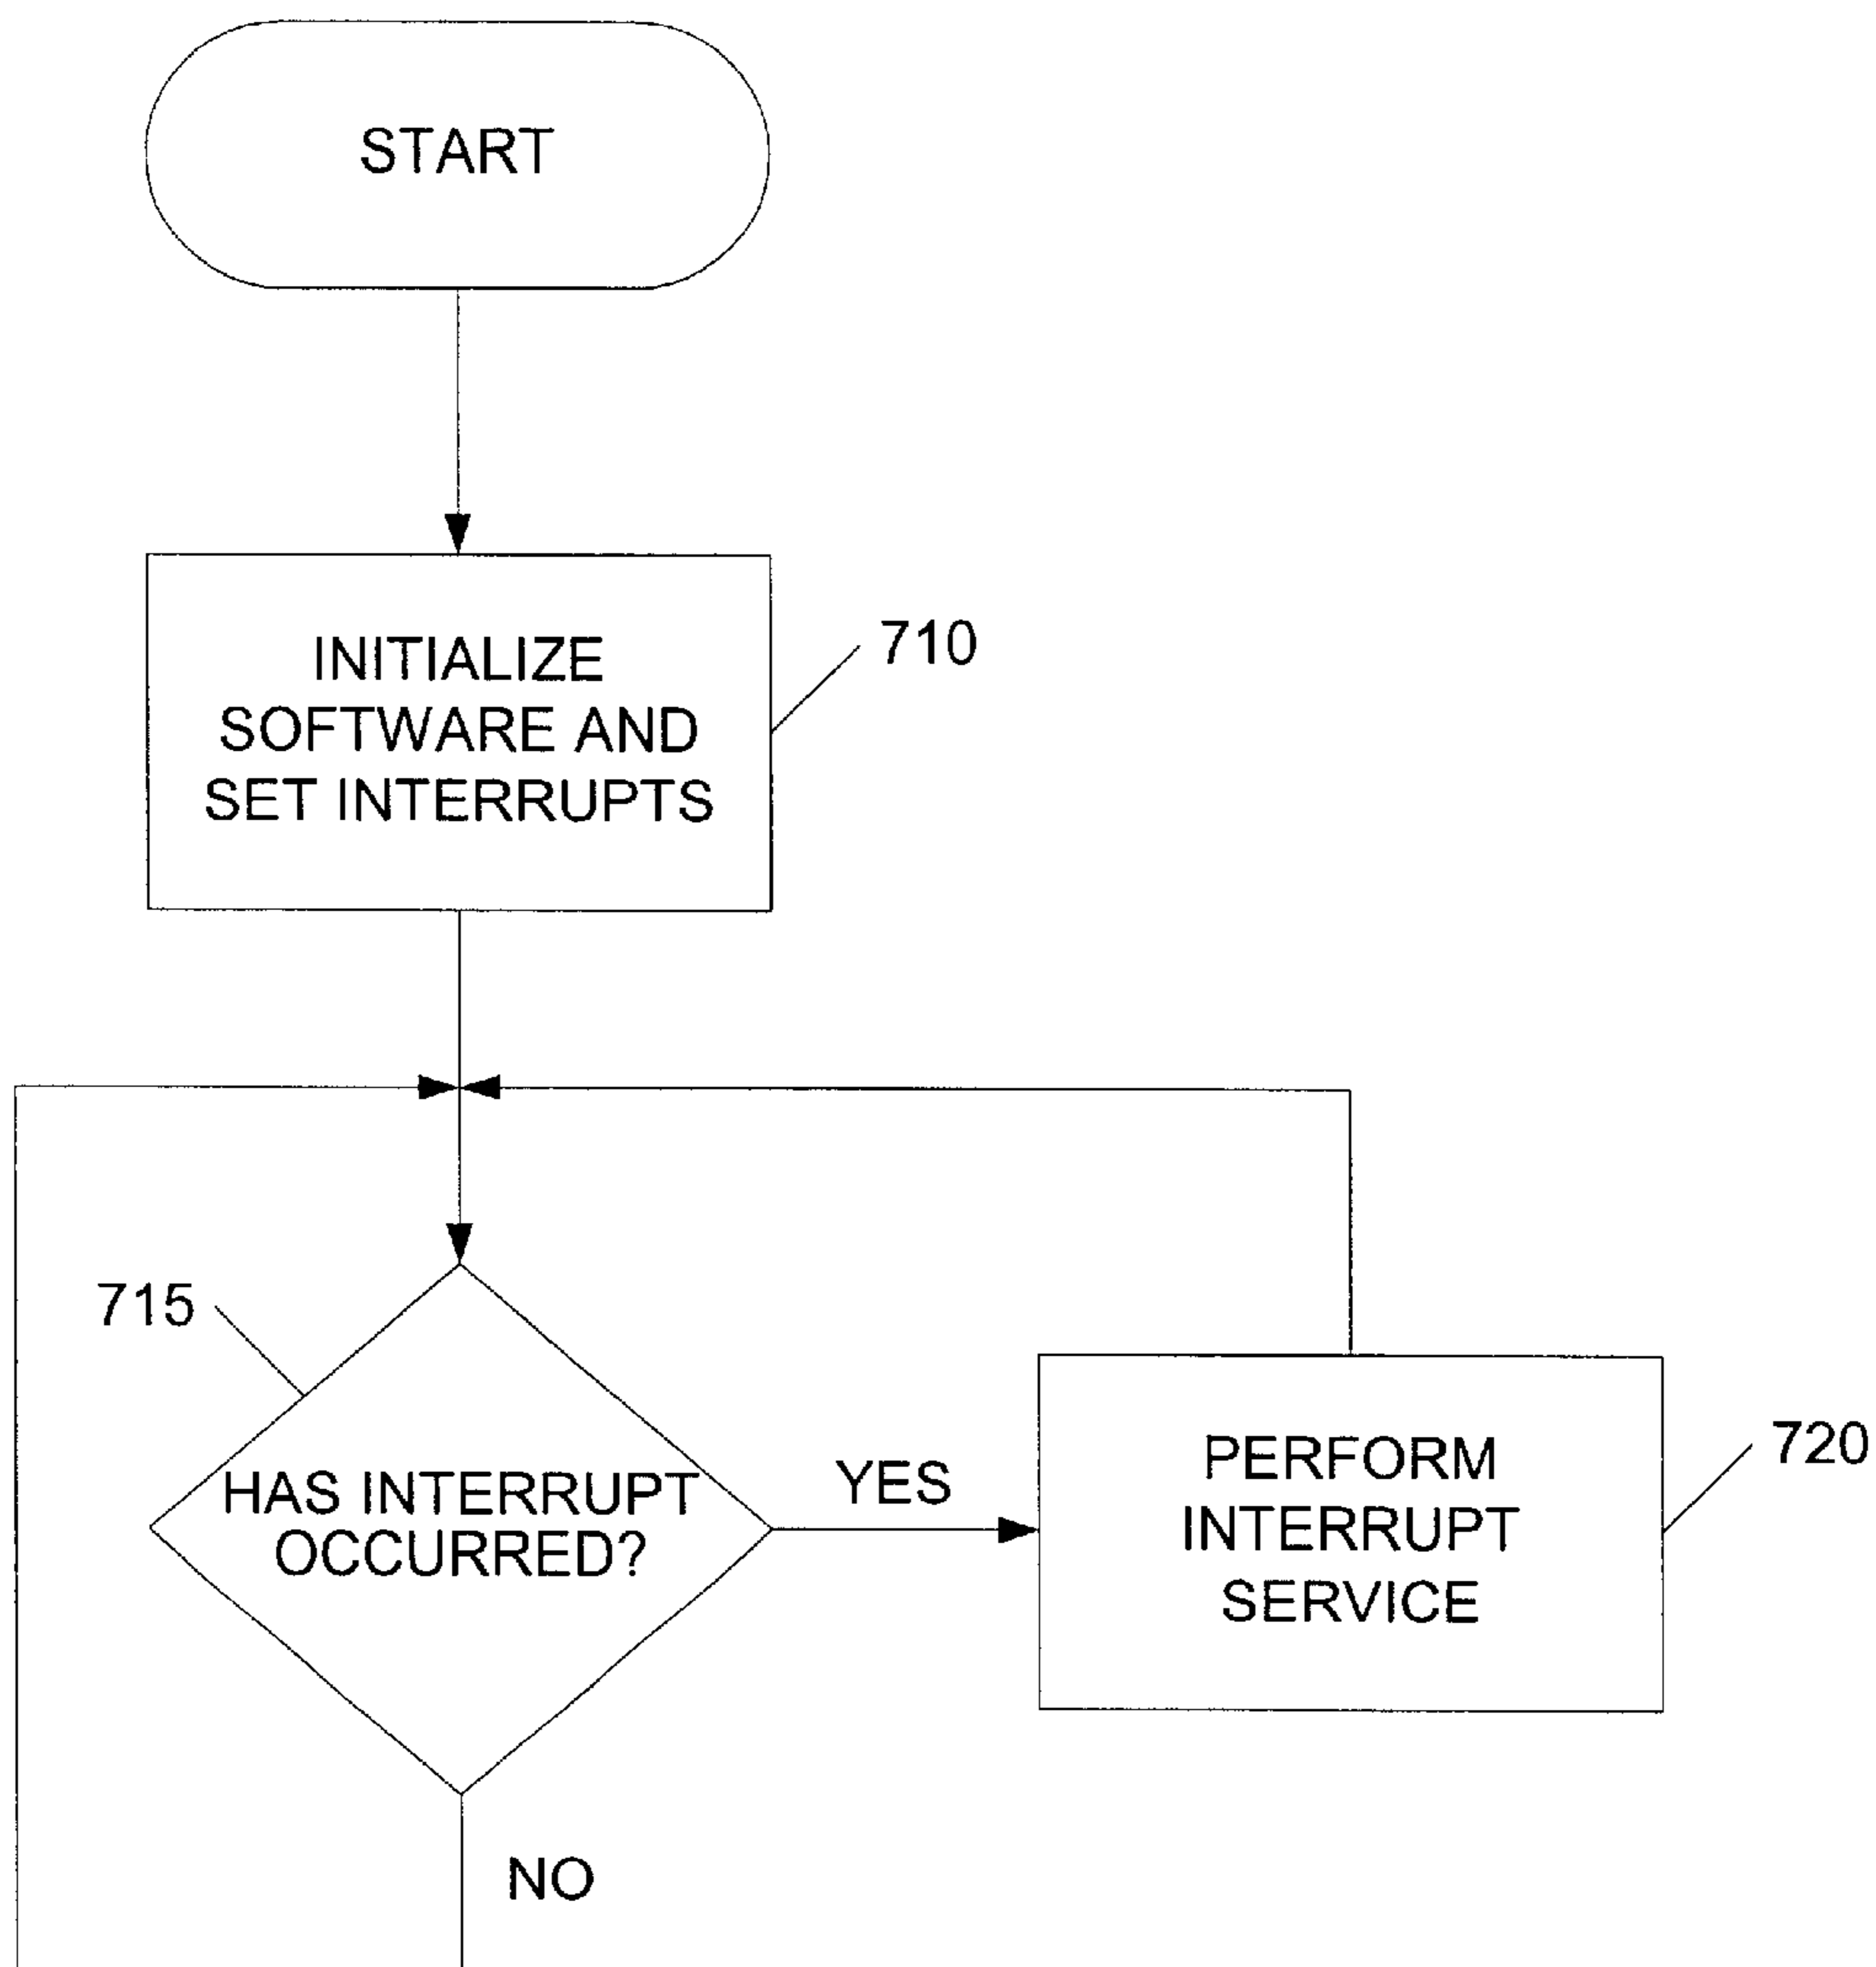 START
INITIALIZE
SOFTWARE AND
SET INTERRUPTS
710
715
HAS INTERRUPT
OCCURRED?
YES
PERFORM
INTERRUPT
SERVICE
720
NO